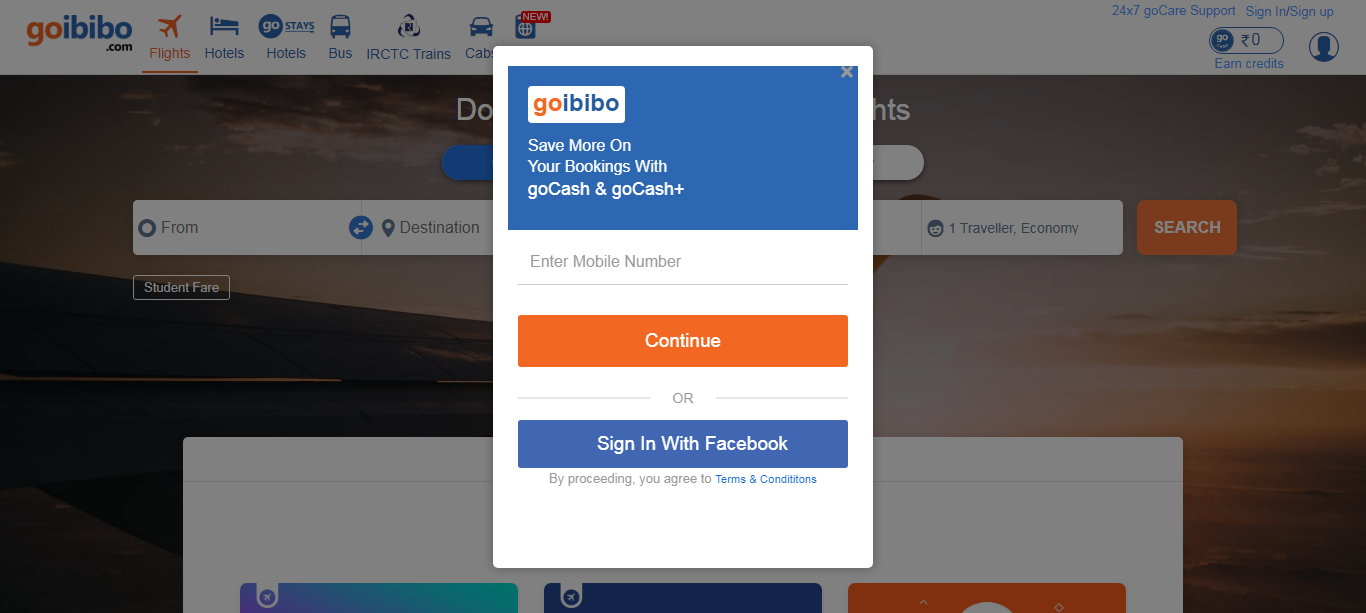 goibibo
.com
Flights
Hotels
go STAYS
Hotels
Bus
IRCTC Trains
Cabs
NEW!
24x7 goCare Support
Sign In/Sign up
go
₹0
Earn credits
Do
hts
From
Destination
1 Traveller, Economy
SEARCH
Student Fare
×
goibibo
Save More On
Your Bookings With
goCash & goCash+
Enter Mobile Number
Continue
OR
Sign In With Facebook
By proceeding, you agree to Terms & Condititons